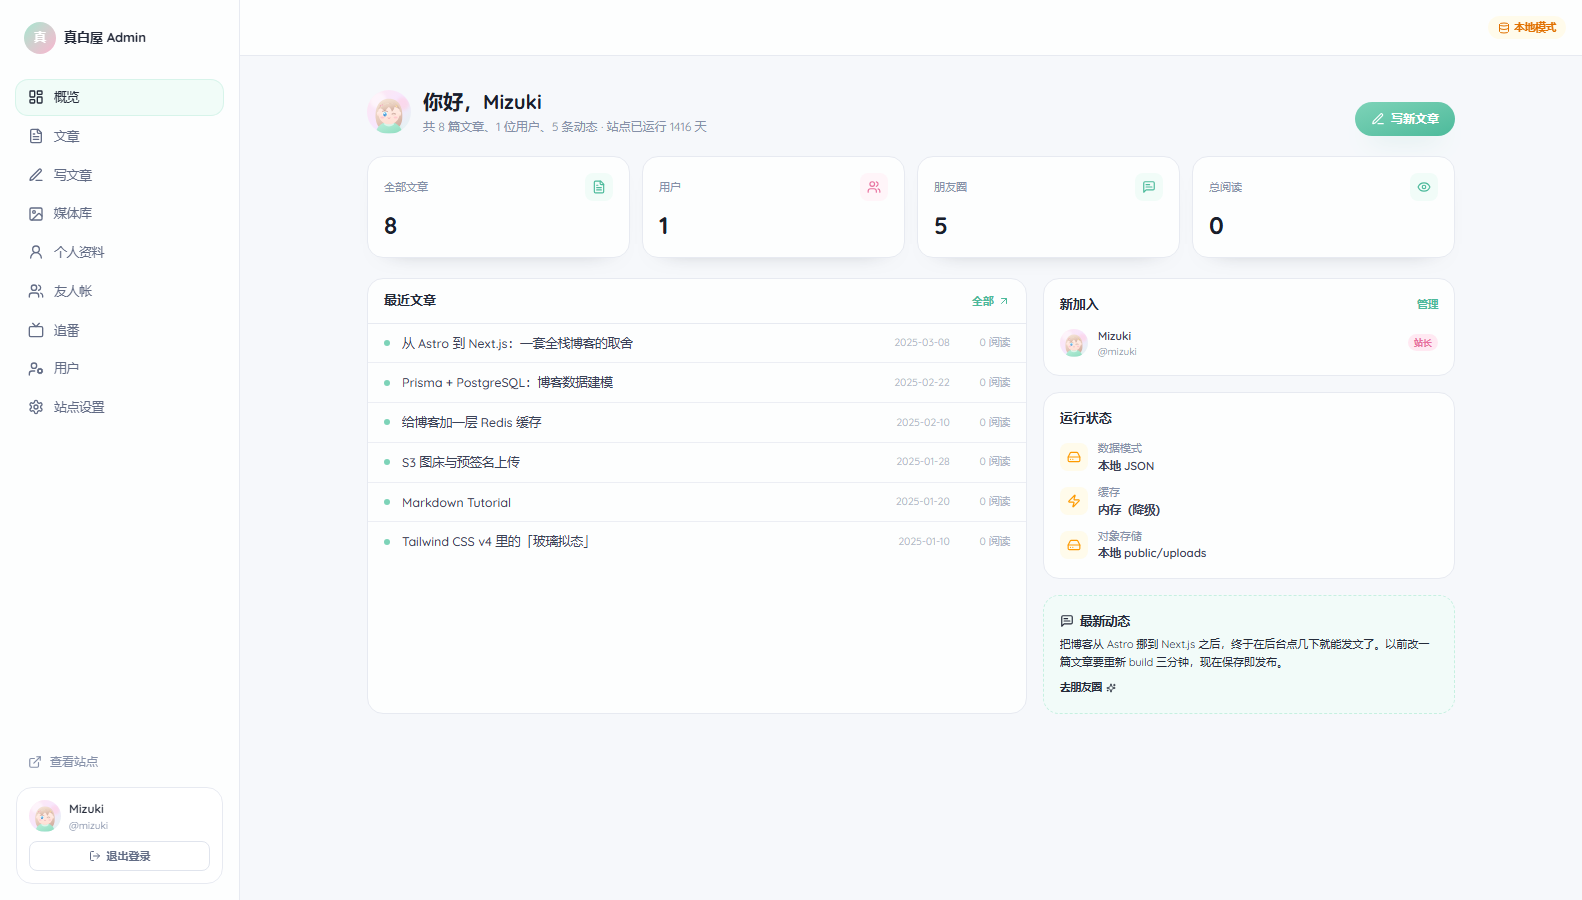 真 真白屋 Admin
本地模式
概览
文章
写文章
媒体库
个人资料
友人帐
追番
用户
站点设置
查看站点
Mizuki
@mizuki
退出登录
你好，Mizuki
共 8 篇文章、1 位用户、5 条动态 · 站点已运行 1416 天
写新文章
全部文章
8
用户
1
朋友圈
5
总阅读
0
最近文章 全部
从 Astro 到 Next.js：一套全栈博客的取舍 2025-03-08 0 阅读
Prisma + PostgreSQL：博客数据建模 2025-02-22 0 阅读
给博客加一层 Redis 缓存 2025-02-10 0 阅读
S3 图床与预签名上传 2025-01-28 0 阅读
Markdown Tutorial 2025-01-20 0 阅读
Tailwind CSS v4 里的「玻璃拟态」 2025-01-10 0 阅读
新加入 管理
Mizuki
@mizuki
站长
运行状态
数据模式
本地 JSON
缓存
内存（降级）
对象存储
本地 public/uploads
最新动态
把博客从 Astro 挪到 Next.js 之后，终于在后台点几下就能发文了。以前改一
篇文章要重新 build 三分钟，现在保存即发布。
去朋友圈